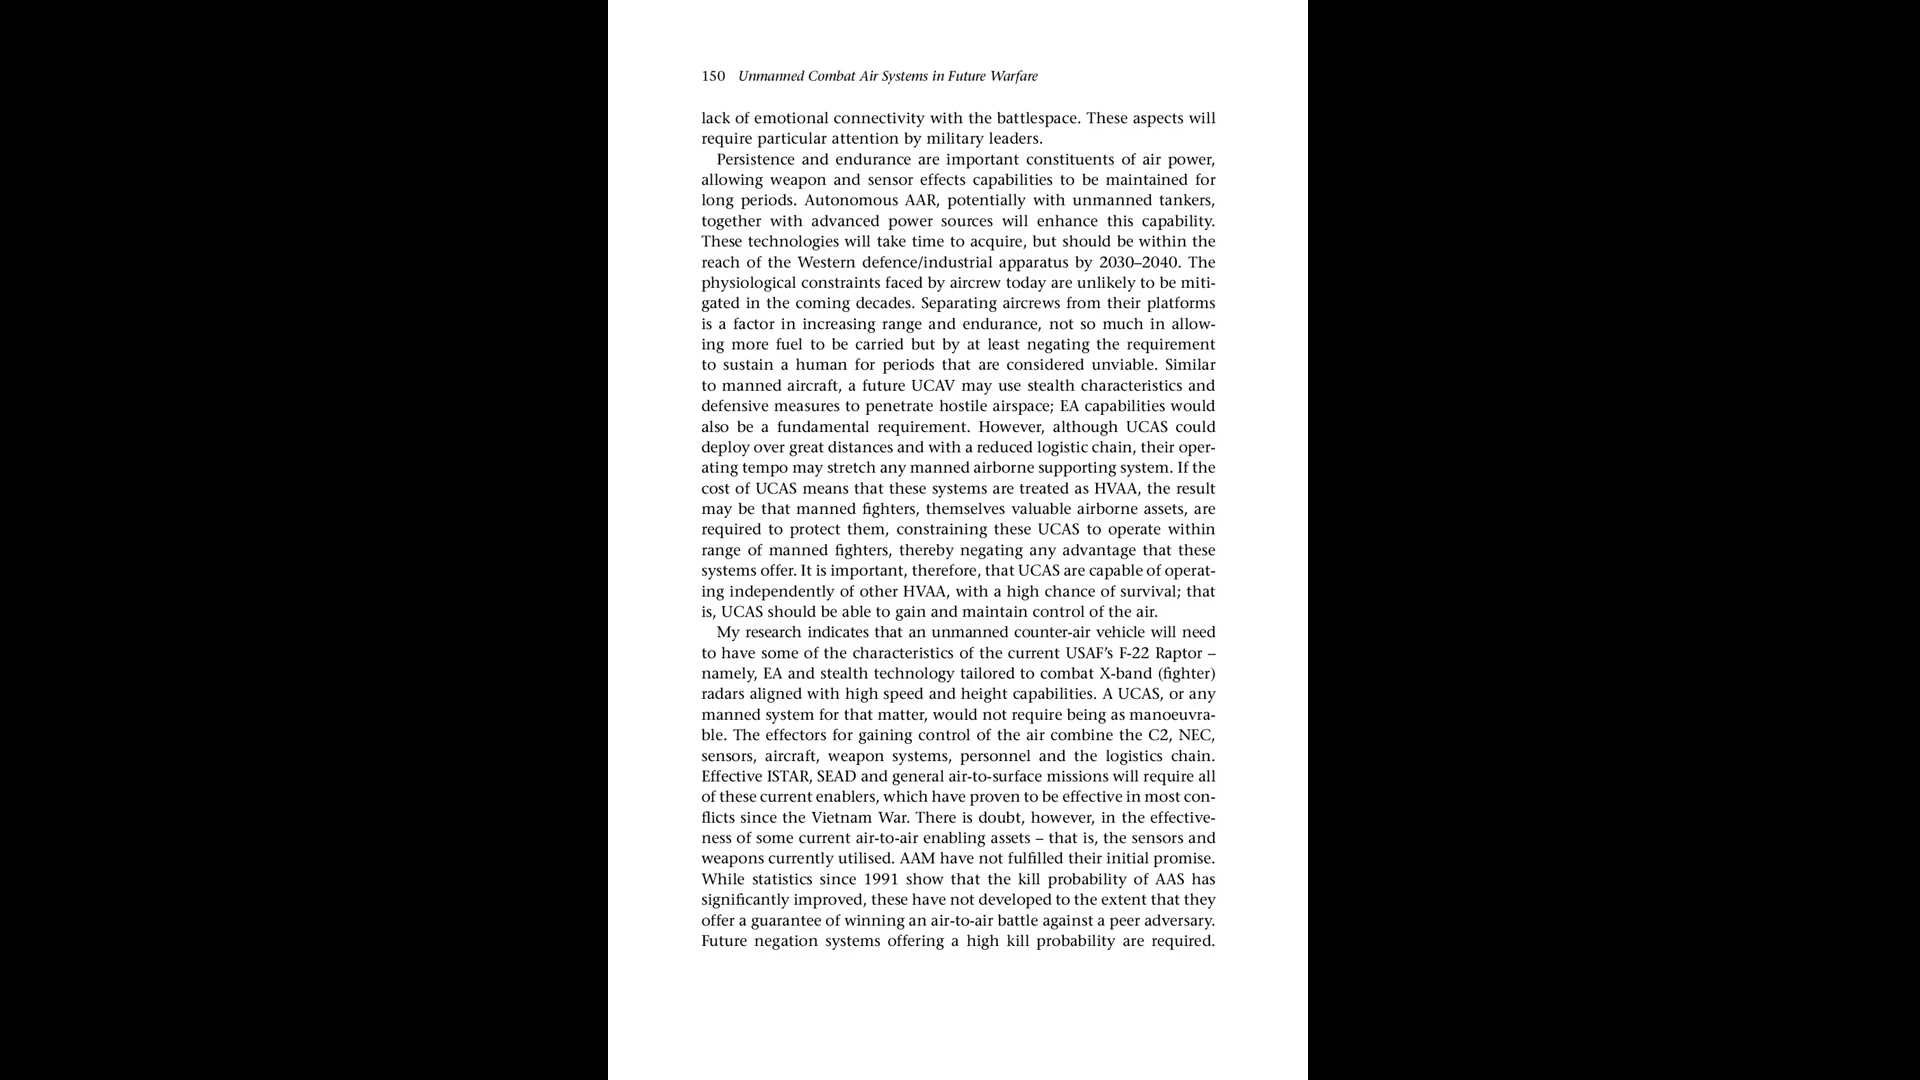 150 Unmanned Combat Air Systems in Future Warfare
lack of emotional connectivity with the battlespace. These aspects will
require particular attention by military leaders.
Persistence and endurance are important constituents of air power,
allowing weapon and sensor effects capabilities to be maintained for
long periods. Autonomous AAR, potentially with unmanned tankers,
together with advanced power sources will enhance this capability.
These technologies will take time to acquire, but should be within the
reach of the Western defence/industrial apparatus by 2030–2040. The
physiological constraints faced by aircrew today are unlikely to be miti-
gated in the coming decades. Separating aircrews from their platforms
is a factor in increasing range and endurance, not so much in allow-
ing more fuel to be carried but by at least negating the requirement
to sustain a human for periods that are considered unviable. Similar
to manned aircraft, a future UCAV may use stealth characteristics and
defensive measures to penetrate hostile airspace; EA capabilities would
also be a fundamental requirement. However, although UCAS could
deploy over great distances and with a reduced logistic chain, their oper-
ating tempo may stretch any manned airborne supporting system. If the
cost of UCAS means that these systems are treated as HVAA, the result
may be that manned fighters, themselves valuable airborne assets, are
required to protect them, constraining these UCAS to operate within
range of manned fighters, thereby negating any advantage that these
systems offer. It is important, therefore, that UCAS are capable of operat-
ing independently of other HVAA, with a high chance of survival; that
is, UCAS should be able to gain and maintain control of the air.
My research indicates that an unmanned counter-air vehicle will need
to have some of the characteristics of the current USAF's F-22 Raptor –
namely, EA and stealth technology tailored to combat X-band (fighter)
radars aligned with high speed and height capabilities. A UCAS, or any
manned system for that matter, would not require being as manoeuvra-
ble. The effectors for gaining control of the air combine the C2, NEC,
sensors, aircraft, weapon systems, personnel and the logistics chain.
Effective ISTAR, SEAD and general air-to-surface missions will require all
of these current enablers, which have proven to be effective in most con-
flicts since the Vietnam War. There is doubt, however, in the effective-
ness of some current air-to-air enabling assets – that is, the sensors and
weapons currently utilised. AAM have not fulfilled their initial promise.
While statistics since 1991 show that the kill probability of AAS has
significantly improved, these have not developed to the extent that they
offer a guarantee of winning an air-to-air battle against a peer adversary.
Future negation systems offering a high kill probability are required.